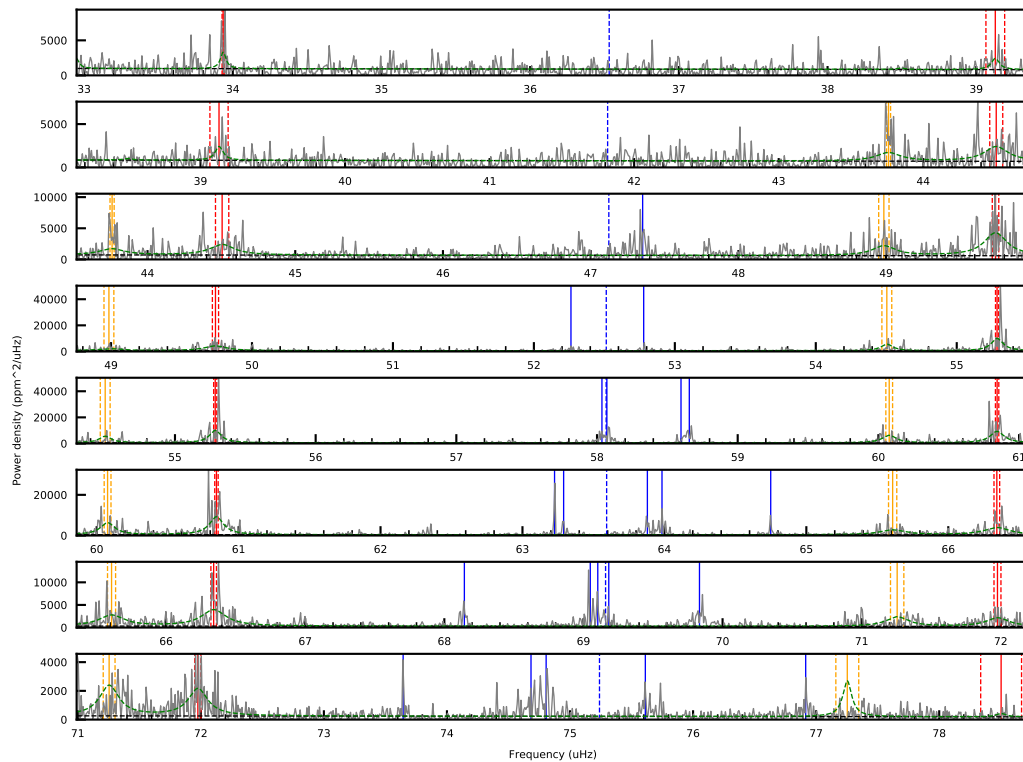 5000
0
33 34 35 36 37 38 39
5000
0
39 40 41 42 43 44
10000
5000
0
44 45 46 47 48 49
40000
20000
0
49 50 51 52 53 54 55
40000
20000
0
55 56 57 58 59 60 61
20000
0
60 61 62 63 64 65 66
10000
5000
0
66 67 68 69 70 71 72
4000
2000
0
71 72 73 74 75 76 77 78
Power density (ppm^2/uHz)
Frequency (uHz)